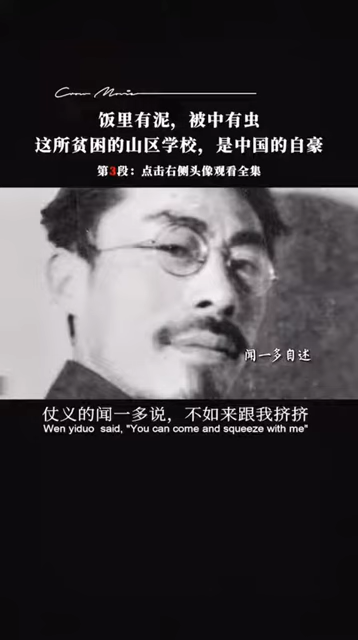 饭里有泥，被中有虫
这所贫困的山区学校，是中国的自豪
第3段：点击右侧头像观看全集
闻一多自述
仗义的闻一多说，不如来跟我挤挤
Wen yiduo said, "You can come and squeeze with me"